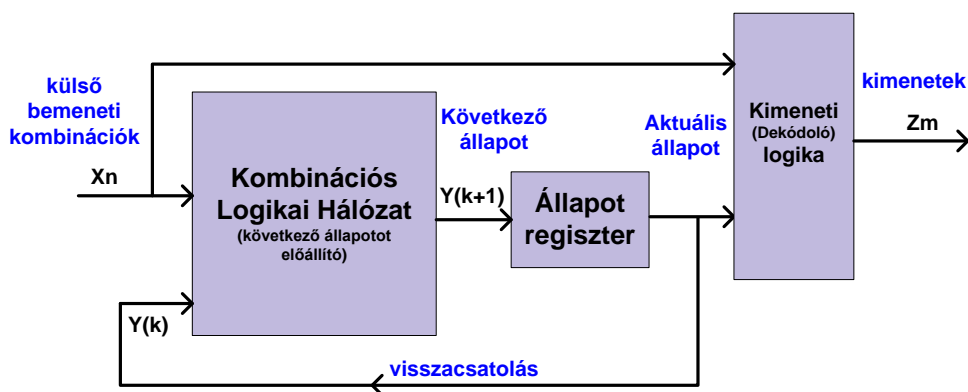 külső
bemeneti
kombinációk
Xn
Kombinációs
Logikai Hálózat
(következő állapotot
előállító)
Y(k)
Következő
állapot
Y(k+1)
Állapot
regiszter
Aktuális
állapot
Kimeneti
(Dekódoló)
logika
kimenetek
Zm
visszacsatolás